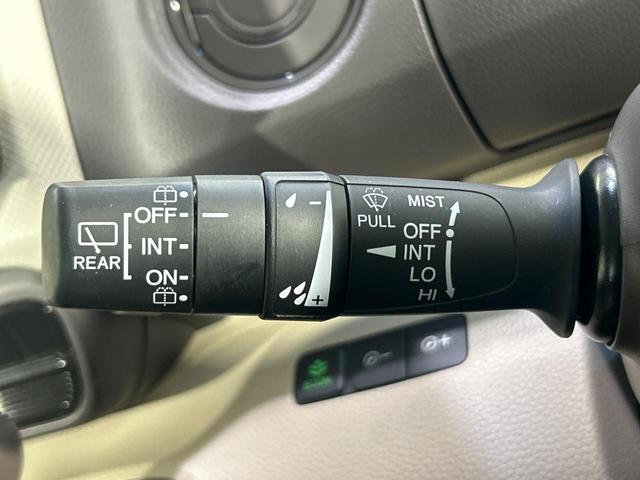 REAR
OFF
INT
ON
−
+
PULL
MIST
OFF
INT
LO
HI